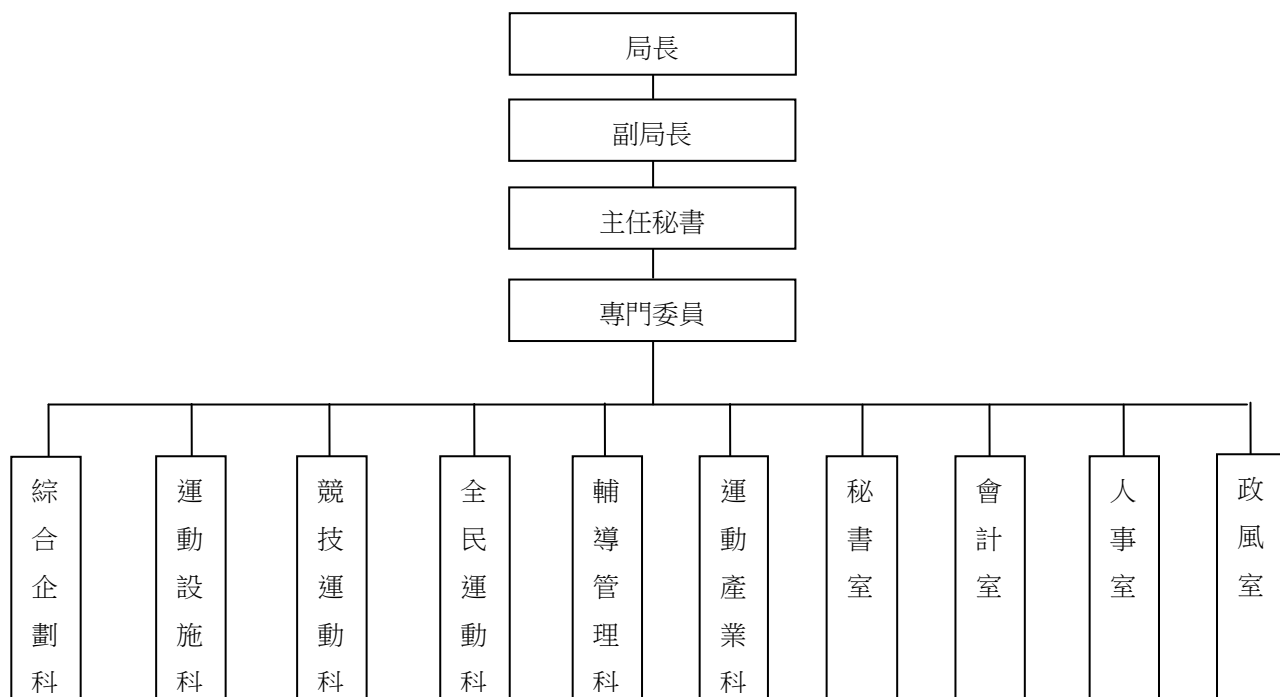 局長
副局長
主任秘書
專門委員
綜合企劃科
運動設施科
競技運動科
全民運動科
輔導管理科
運動產業科
秘書室
會計室
人事室
政風室